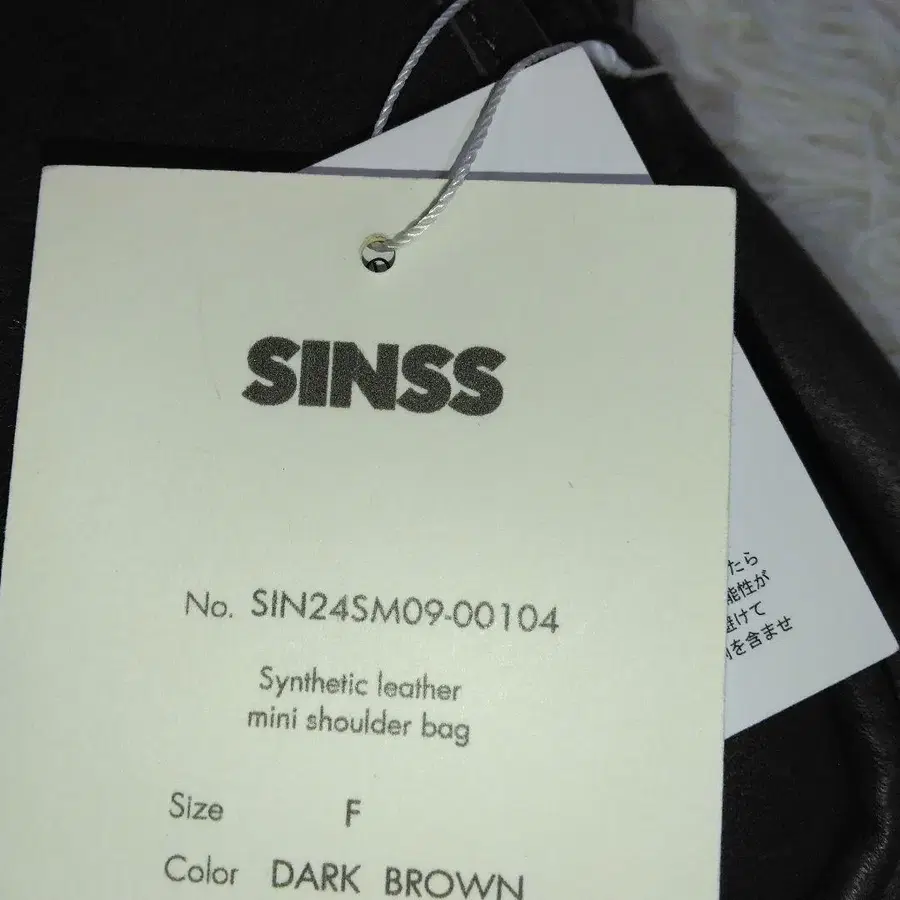 SINSS
No. SIN24SM09-00104
Synthetic leather
mini shoulder bag
Size F
Color DARK BROWN
たら
能性が
避けて
を含ませ